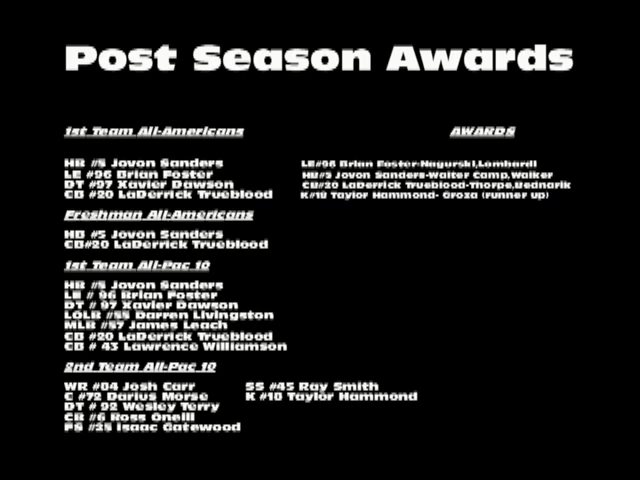 Post Season Awards
1st Team All-Americans
HB #5 Jovon Sanders
LE #96 Brian Foster
DT #97 Xavier Dawson
CB #20 LaDerrick Trueblood
AWARDS
LE#96 Brian Foster-Nagurski,Lombardi
HB#5 Jovon Sanders-Walter Camp,Walker
CB#20 LaDerrick Trueblood-Thorpe,Bednarik
K#10 Taylor Hammond- Groza (runner up)
Freshman All-Americans
HB #5 Jovon Sanders
CB#20 LaDerrick Trueblood
1st Team All-Pac 10
HB #5 Jovon Sanders
LE # 96 Brian Foster
DT # 97 Xavier Dawson
LOLB #55 Darren Livingston
MLB #57 James Leach
CB #20 LaDerrick Trueblood
CB # 43 Lawrence Williamson
2nd Team All-Pac 10
WR #84 Josh Carr
C #72 Darius Morse
DT # 92 Wesley Terry
CB #6 Ross Oneill
FS #25 Isaac Gatewood
SS #45 Ray Smith
K #10 Taylor Hammond